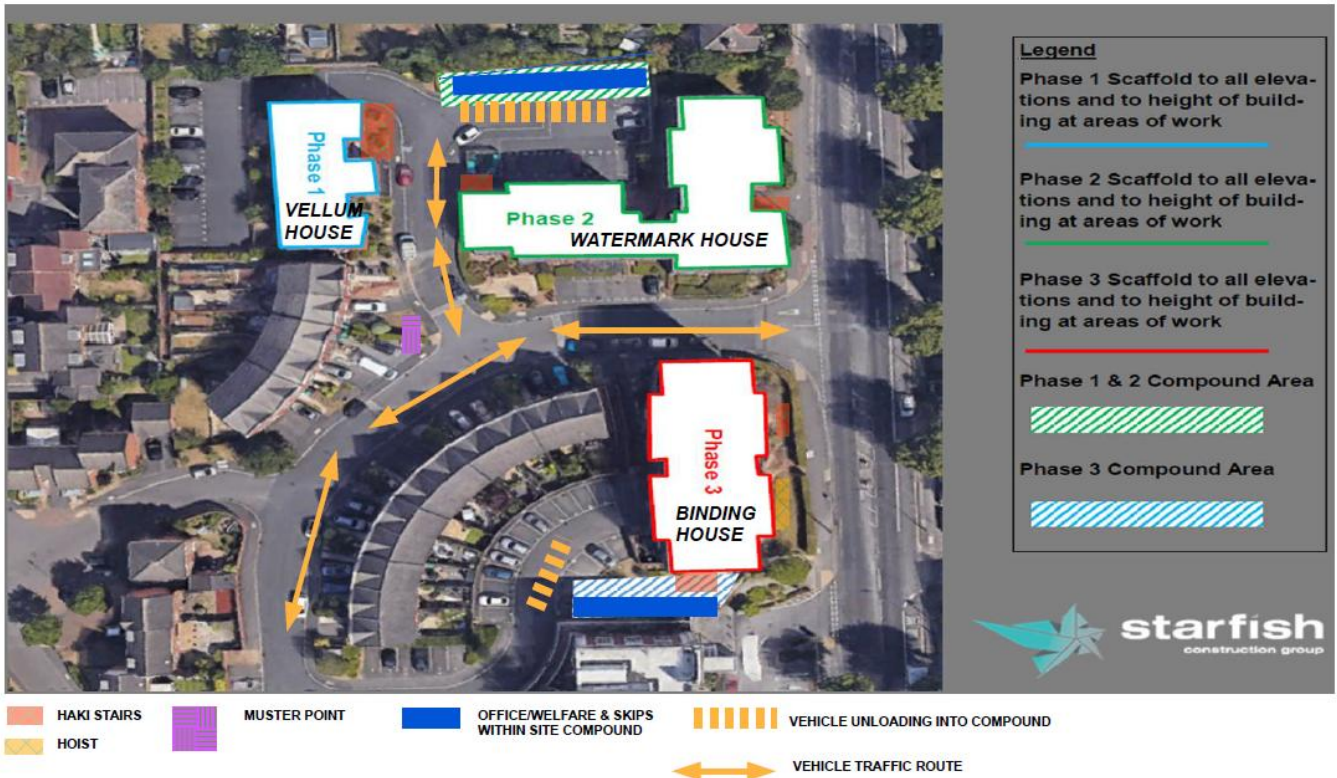 Phase 1
VELLUM
HOUSE
Phase 2
WATERMARK HOUSE
Phase 3
BINDING
HOUSE
Legend
Phase 1 Scaffold to all eleva-
tions and to height of build-
ing at areas of work
Phase 2 Scaffold to all eleva-
tions and to height of build-
ing at areas of work
Phase 3 Scaffold to all eleva-
tions and to height of build-
ing at areas of work
Phase 1 & 2 Compound Area
Phase 3 Compound Area
starfish
construction group
HAKI STAIRS
HOIST
MUSTER POINT
OFFICE/WELFARE & SKIPS
WITHIN SITE COMPOUND
VEHICLE UNLOADING INTO COMPOUND
VEHICLE TRAFFIC ROUTE